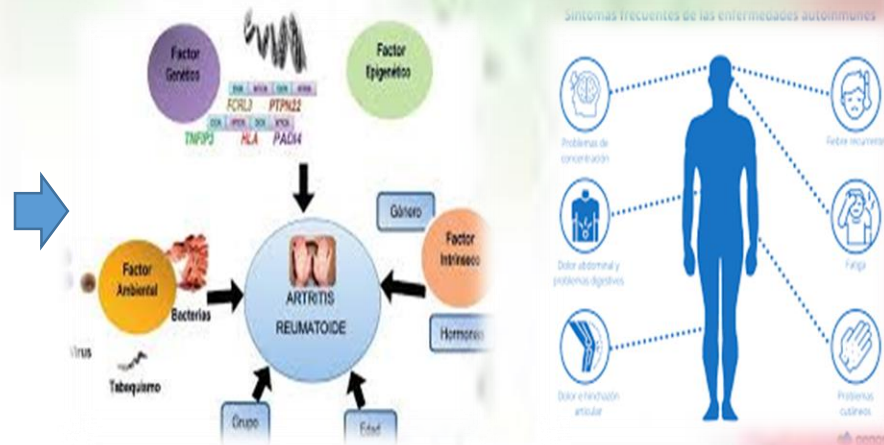 Factor
Genético
Factor
Epigenético
FCRL3 PTPN22
TNFIP3 HLA PADI4
Género
Factor
Intrínseco
Hormonas
Factor
Ambiental
Bacterias
Virus
Tabaquismo
ARTRITIS
REUMATOIDE
Grupo
Edad
Síntomas frecuentes de las enfermedades autoinmunes
Problemas de
concentración
Fiebre recurrente
Dolor abdominal y
problemas digestivos
Fatiga
Dolor e hinchazón
articular
Problemas
cutáneos